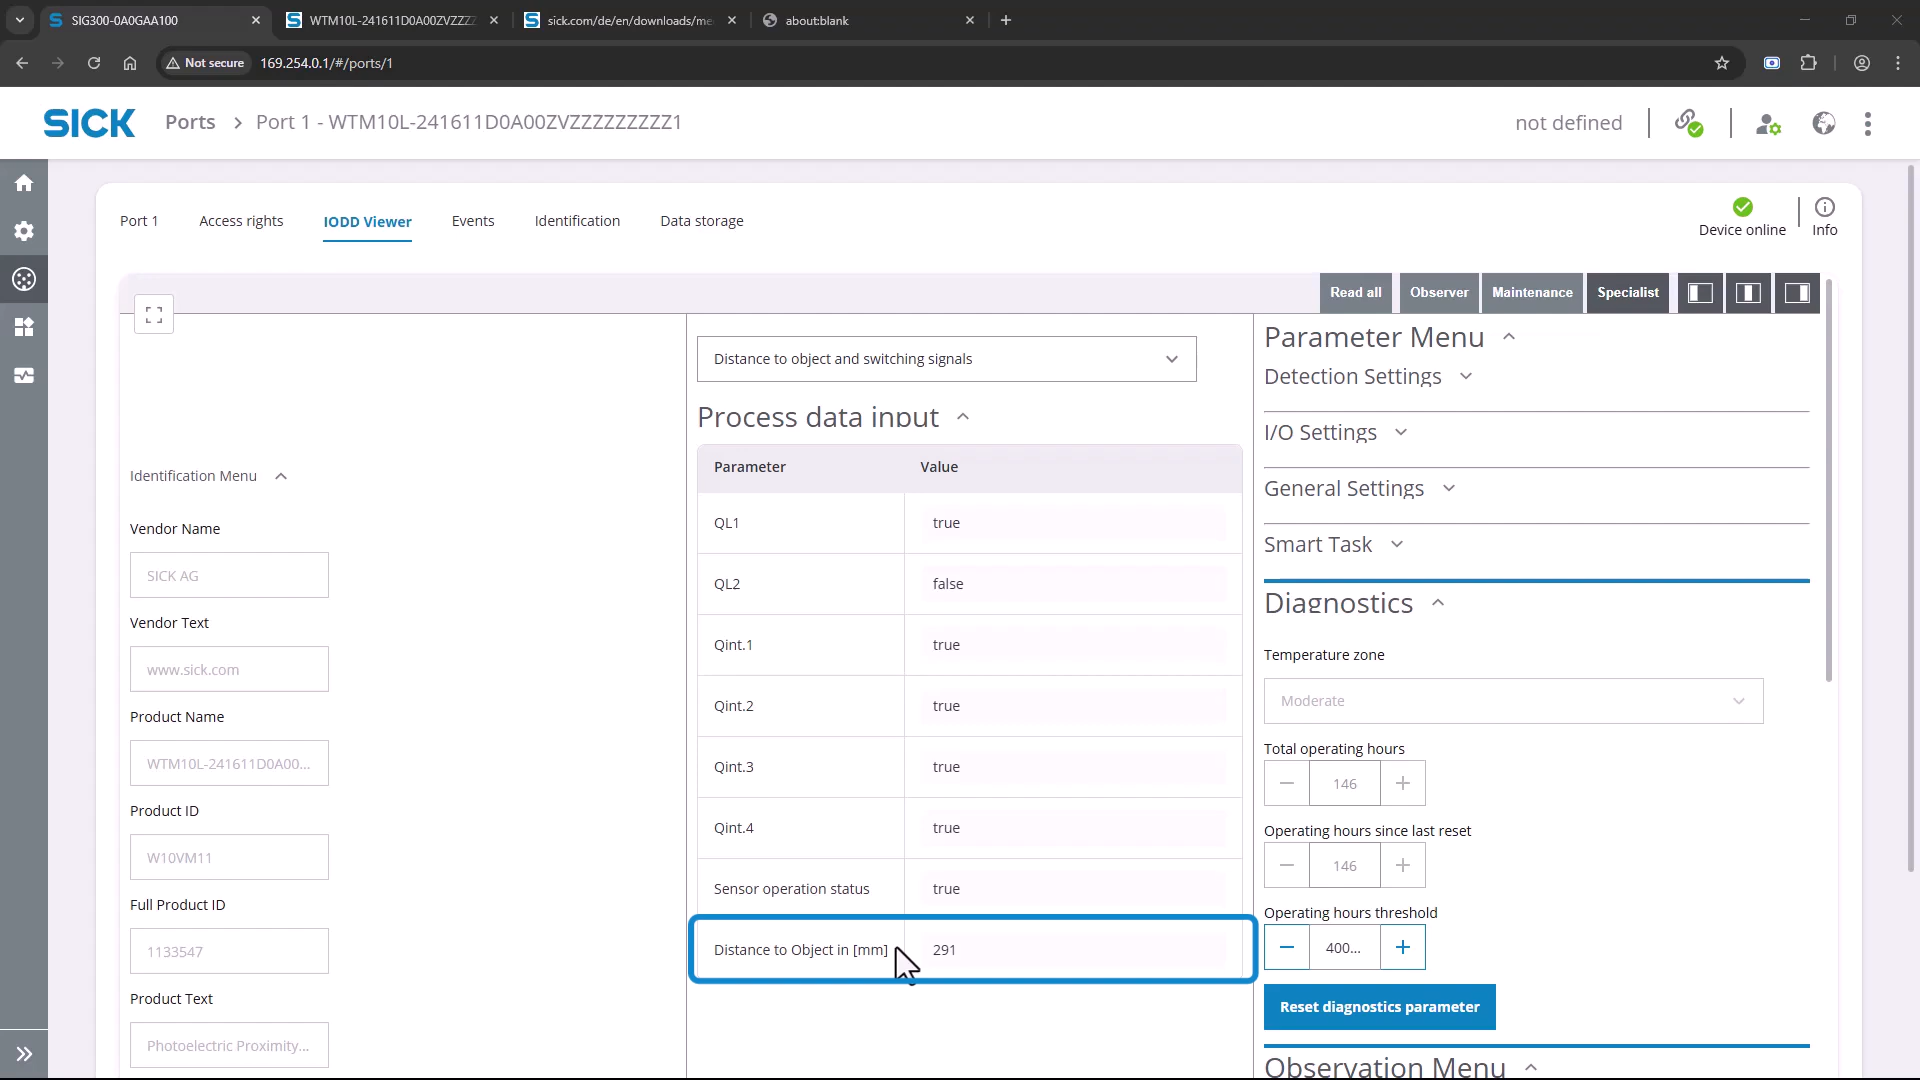 SIG300-0A0GAA100
WTM10L-241611D0A00ZVZZZZ
sick.com/de/en/downloads/me
about:blank
Not secure
169.254.0.1/#/ports/1
SICK
Ports > Port 1 - WTM10L-241611D0A00ZVZZZZZZZZZ1
not defined
Port 1
Access rights
IODD Viewer
Events
Identification
Data storage
Device online
Info
Read all
Observer
Maintenance
Specialist
Identification Menu
Vendor Name
SICK AG
Vendor Text
www.sick.com
Product Name
WTM10L-241611D0A00...
Product ID
W10VM11
Full Product ID
1133547
Product Text
Photoelectric Proximity...
Distance to object and switching signals
Process data input
Parameter Value
QL1 true
QL2 false
Qint.1 true
Qint.2 true
Qint.3 true
Qint.4 true
Sensor operation status true
Distance to Object in [mm] 291
Parameter Menu
Detection Settings
I/O Settings
General Settings
Smart Task
Diagnostics
Temperature zone
Moderate
Total operating hours
146
Operating hours since last reset
146
Operating hours threshold
400...
Reset diagnostics parameter
Observation Menu